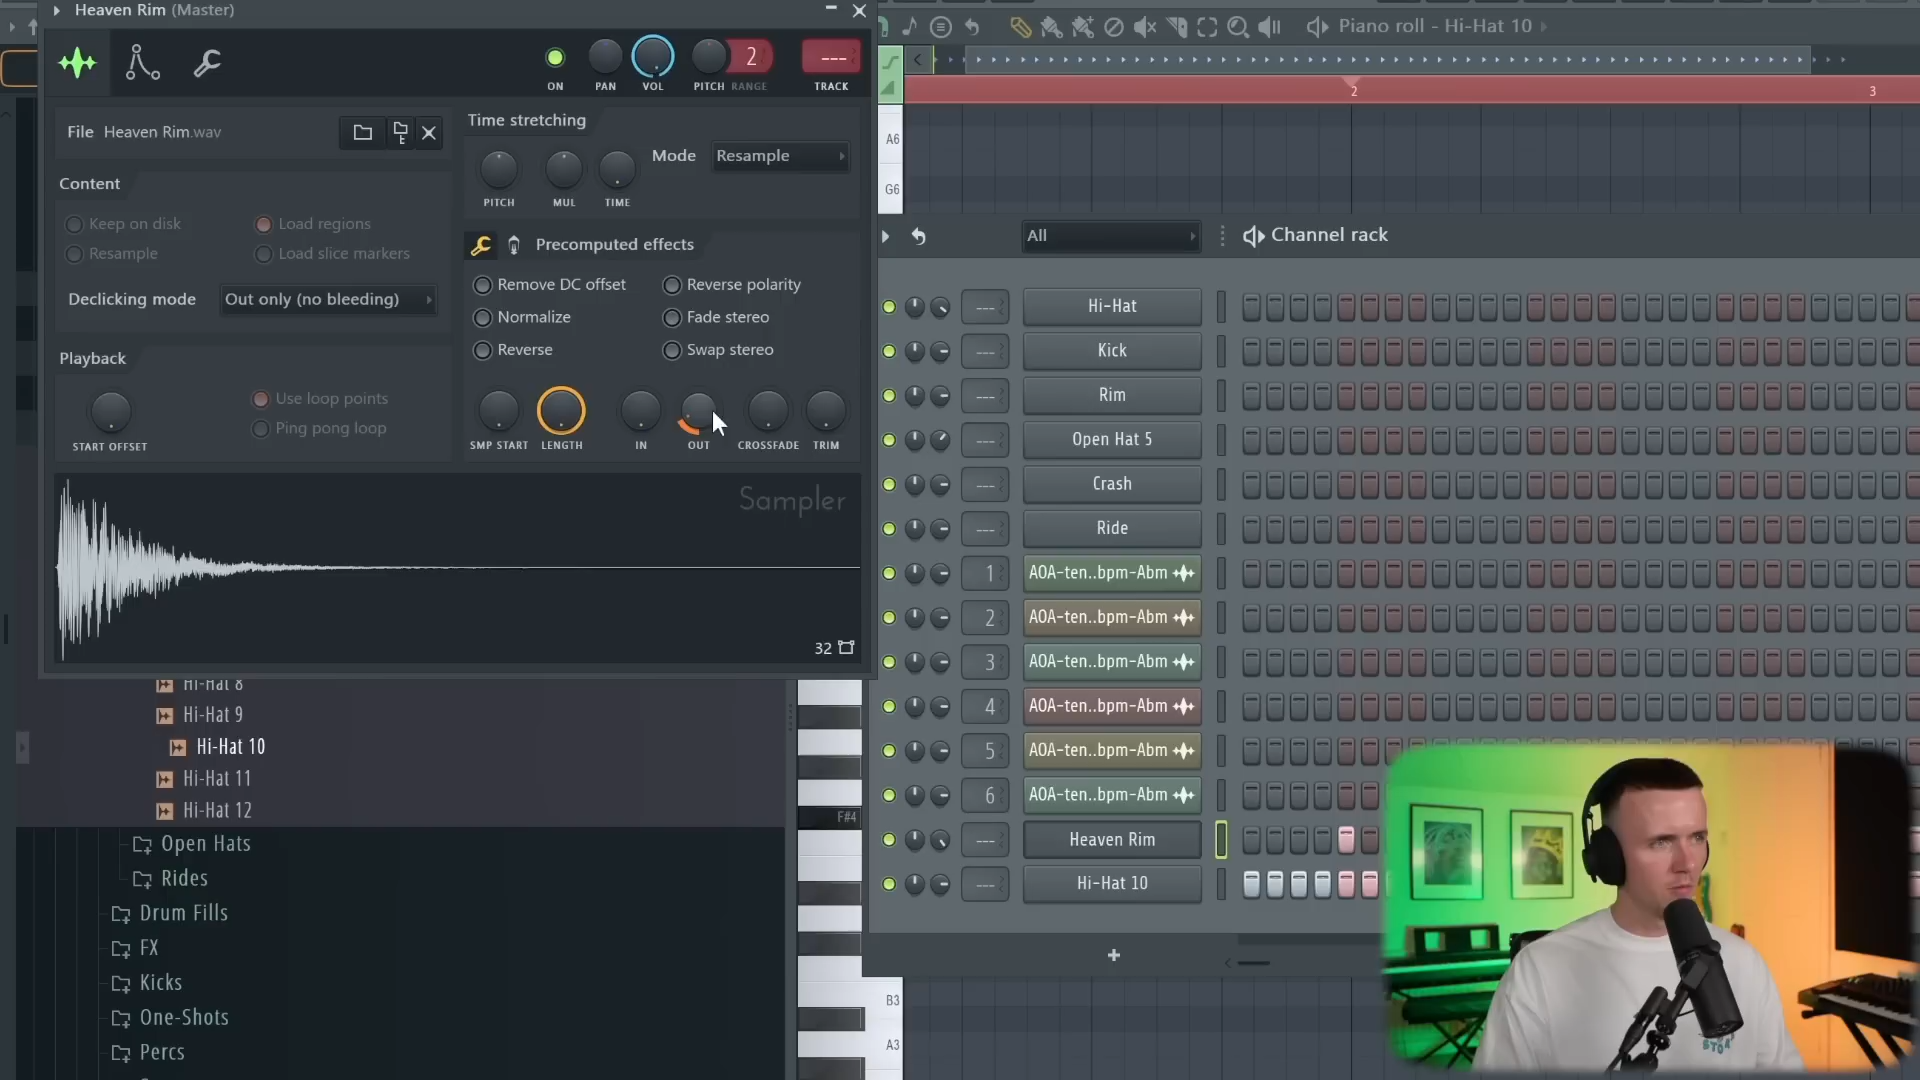 Heaven Rim (Master)
Piano roll - Hi-Hat 10
ON
PAN
VOL
PITCH
2
RANGE
---
TRACK
2
3
File Heaven Rim.wav
Time stretching
Mode
Resample
PITCH
MUL
TIME
A6
G6
Content
Keep on disk
Load regions
Resample
Load slice markers
Declicking mode
Out only (no bleeding)
Precomputed effects
Remove DC offset
Reverse polarity
Normalize
Fade stereo
Reverse
Swap stereo
Playback
Use loop points
Ping pong loop
START OFFSET
SMP START
LENGTH
IN
OUT
CROSSFADE
TRIM
Sampler
32
All
Channel rack
--- Hi-Hat
--- Kick
--- Rim
--- Open Hat 5
--- Crash
--- Ride
1 AOA-ten..bpm-Abm
2 AOA-ten..bpm-Abm
3 AOA-ten..bpm-Abm
4 AOA-ten..bpm-Abm
5 AOA-ten..bpm-Abm
6 AOA-ten..bpm-Abm
--- Heaven Rim
--- Hi-Hat 10
+
Hi-Hat 8
Hi-Hat 9
Hi-Hat 10
Hi-Hat 11
Hi-Hat 12
Open Hats
Rides
Drum Fills
FX
Kicks
One-Shots
Percs
F#4
B3
A3